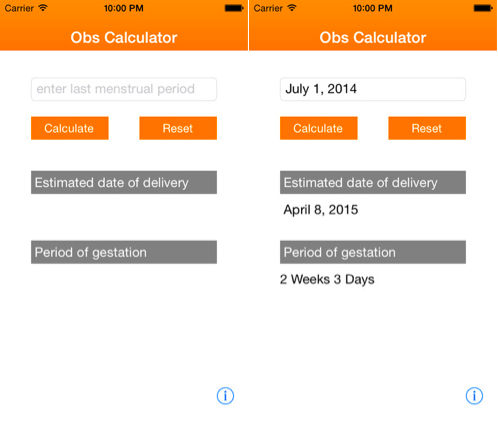 Carrier 10:00 PM
Obs Calculator
enter last menstrual period
Calculate Reset
Estimated date of delivery
Period of gestation
i
Carrier 10:00 PM
Obs Calculator
July 1, 2014
Calculate Reset
Estimated date of delivery
April 8, 2015
Period of gestation
2 Weeks 3 Days
i